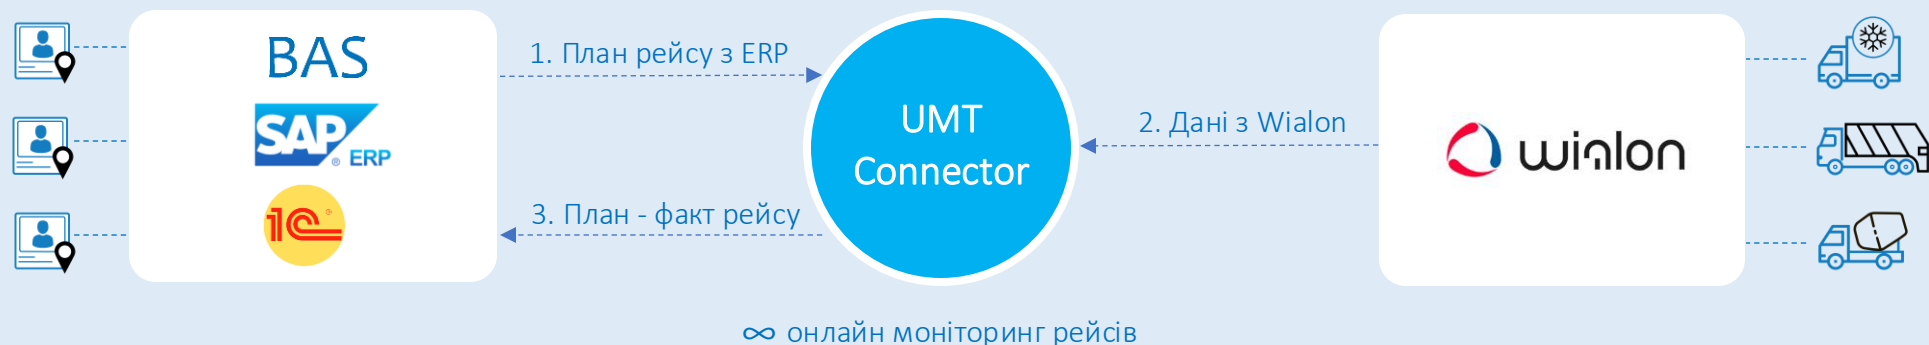 BAS
SAP
® ERP
1С
1. План рейсу з ERP
3. План - факт рейсу
UMT
Connector
2. Дані з Wialon
wialon
∞ онлайн моніторинг рейсів